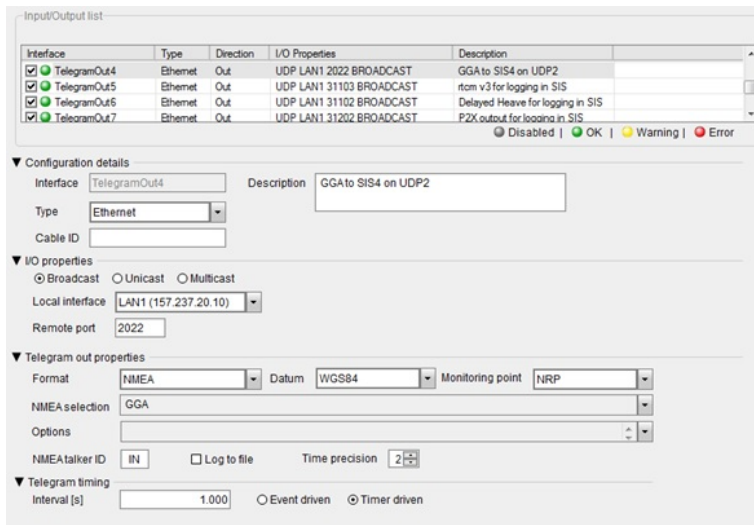 Input/Output list
Interface Type Direction I/O Properties Description
TelegramOut4 Ethernet Out UDP LAN1 2022 BROADCAST GGA to SIS4 on UDP2
TelegramOut5 Ethernet Out UDP LAN1 31103 BROADCAST rtcm v3 for logging in SIS
TelegramOut6 Ethernet Out UDP LAN1 31102 BROADCAST Delayed Heave for logging in SIS
TelegramOut7 Ethernet Out UDP LAN1 31202 BROADCAST P2X output for logging in SIS
Disabled | OK | Warning | Error
Configuration details
Interface TelegramOut4 Description GGA to SIS4 on UDP2
Type Ethernet
Cable ID
I/O properties
Broadcast Unicast Multicast
Local interface LAN1 (157.237.20.10)
Remote port 2022
Telegram out properties
Format NMEA Datum WGS84 Monitoring point NRP
NMEA selection GGA
Options
NMEA talker ID IN Log to file Time precision 2
Telegram timing
Interval [s] 1.000 Event driven Timer driven